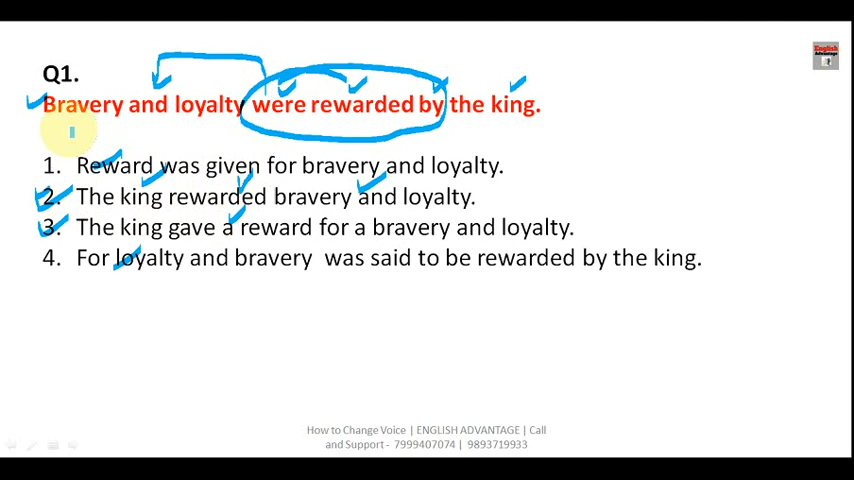 English
Advantage
Q1.
Bravery and loyalty were rewarded by the king.
1. Reward was given for bravery and loyalty.
2. The king rewarded bravery and loyalty.
3. The king gave a reward for a bravery and loyalty.
4. For loyalty and bravery was said to be rewarded by the king.
How to Change Voice | ENGLISH ADVANTAGE | Call
and Support - 7999407074 | 9893719933